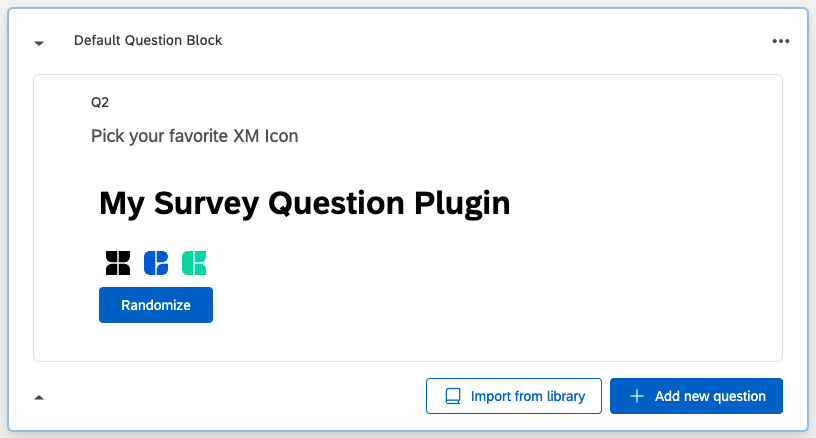 Default Question Block
Q2
Pick your favorite XM Icon
My Survey Question Plugin
Randomize
Import from library
Add new question